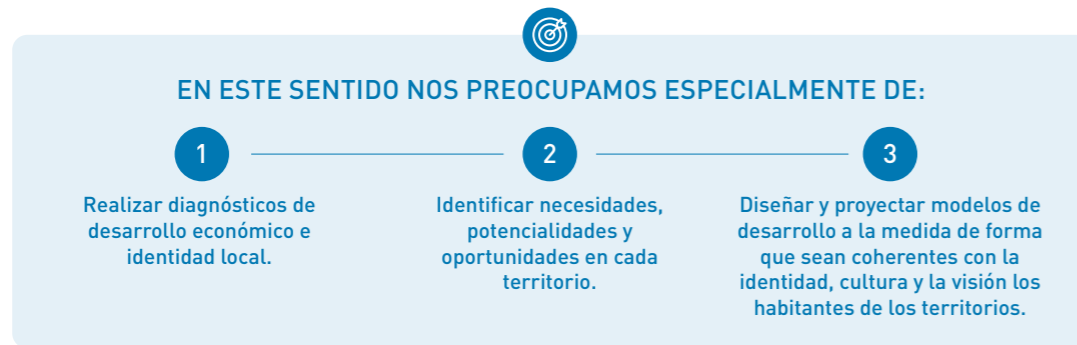 EN ESTE SENTIDO NOS PREOCUPAMOS ESPECIALMENTE DE:
1
Realizar diagnósticos de
desarrollo económico e
identidad local.
2
Identificar necesidades,
potencialidades y
oportunidades en cada
territorio.
3
Diseñar y proyectar modelos de
desarrollo a la medida de forma
que sean coherentes con la
identidad, cultura y la visión los
habitantes de los territorios.